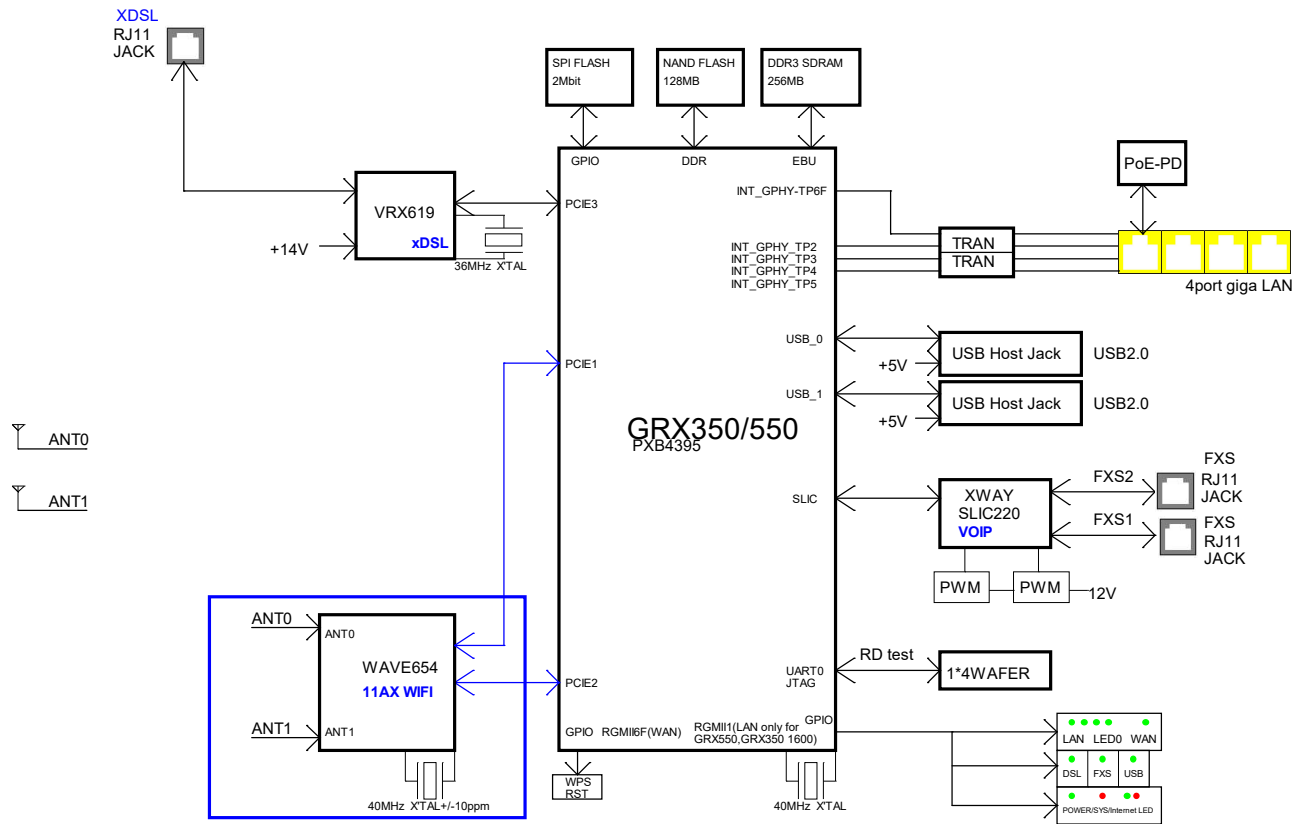 XDSL
RJ11
JACK
SPI FLASH
2Mbit
NAND FLASH
128MB
DDR3 SDRAM
256MB
GPIO
DDR
EBU
PoE-PD
INT_GPHY-TP6F
VRX619
xDSL
+14V
36MHz X'TAL
PCIE3
INT_GPHY_TP2
INT_GPHY_TP3
INT_GPHY_TP4
INT_GPHY_TP5
TRAN
TRAN
4port giga LAN
USB_0
USB Host Jack
USB2.0
+5V
PCIE1
USB_1
USB Host Jack
USB2.0
+5V
GRX350/550
PXB4395
ANT0
ANT1
SLIC
XWAY
SLIC220
VOIP
FXS2
FXS
RJ11
JACK
FXS1
FXS
RJ11
JACK
PWM
PWM
12V
ANT0
ANT0
WAVE654
11AX WIFI
ANT1
ANT1
40MHz X'TAL+/-10ppm
PCIE2
UART0
JTAG
RD test
1*4WAFER
GPIO
RGMII6F(WAN)
RGMII1(LAN only for
GRX550,GRX350 1600)
GPIO
WPS
RST
40MHz X'TAL
LAN LED0 WAN
DSL FXS USB
POWER/SYS/Internet LED